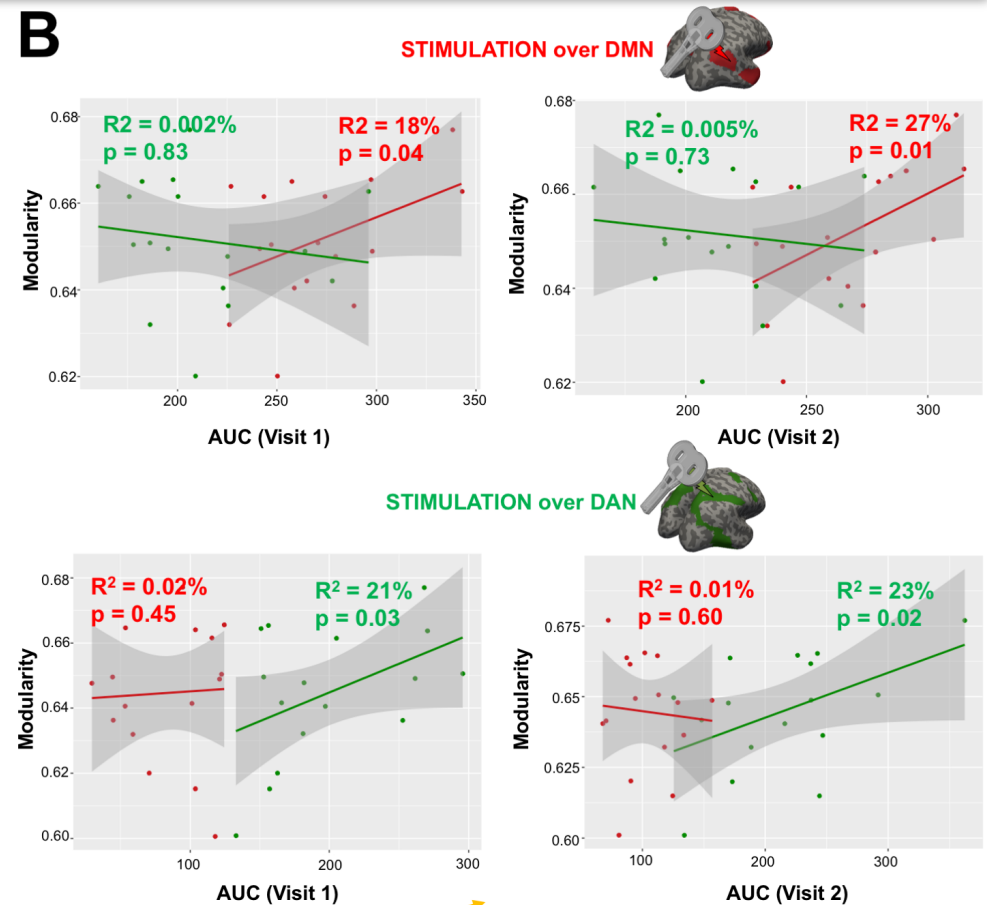 B
STIMULATION over DMN
R2 = 0.002%
p = 0.83
R2 = 18%
p = 0.04
0.68
0.66
0.64
0.62
Modularity
200
250
300
350
AUC (Visit 1)
R2 = 0.005%
p = 0.73
R2 = 27%
p = 0.01
0.68
0.66
0.64
0.62
Modularity
200
250
300
AUC (Visit 2)
STIMULATION over DAN
R² = 0.02%
p = 0.45
R² = 21%
p = 0.03
0.68
0.66
0.64
0.62
0.60
Modularity
100
200
300
AUC (Visit 1)
R² = 0.01%
p = 0.60
R² = 23%
p = 0.02
0.675
0.65
0.625
0.60
Modularity
100
200
300
AUC (Visit 2)